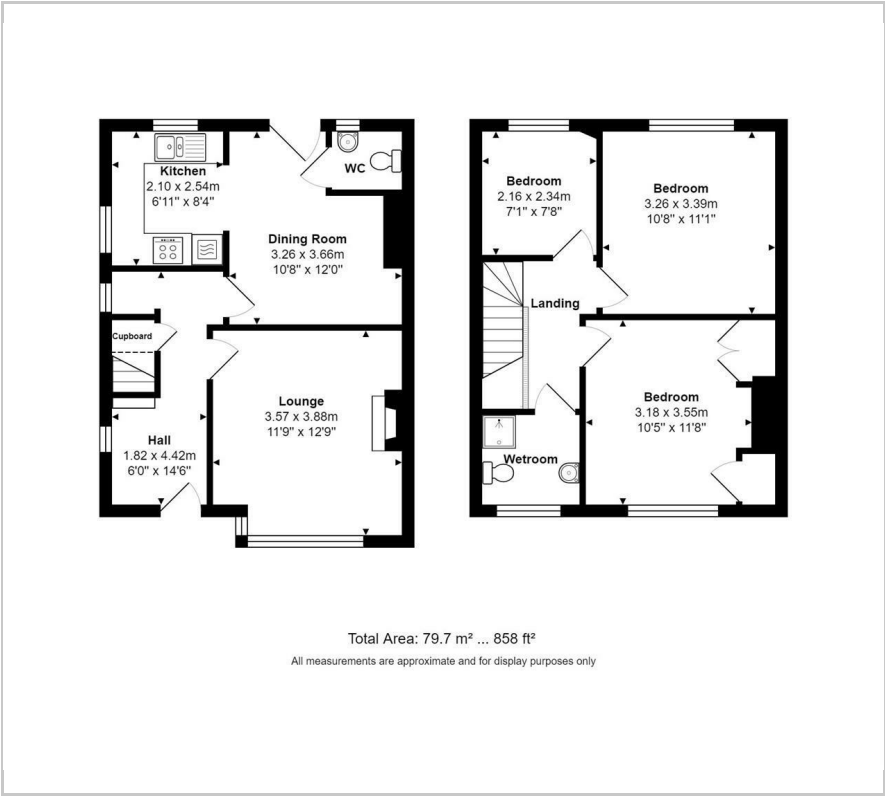 Kitchen
2.10 x 2.54m
6'11" x 8'4"
WC
Dining Room
3.26 x 3.66m
10'8" x 12'0"
Cupboard
Lounge
3.57 x 3.88m
11'9" x 12'9"
Hall
1.82 x 4.42m
6'0" x 14'6"
Bedroom
2.16 x 2.34m
7'1" x 7'8"
Bedroom
3.26 x 3.39m
10'8" x 11'1"
Landing
Bedroom
3.18 x 3.55m
10'5" x 11'8"
Wetroom
Total Area: 79.7 m² ... 858 ft²
All measurements are approximate and for display purposes only